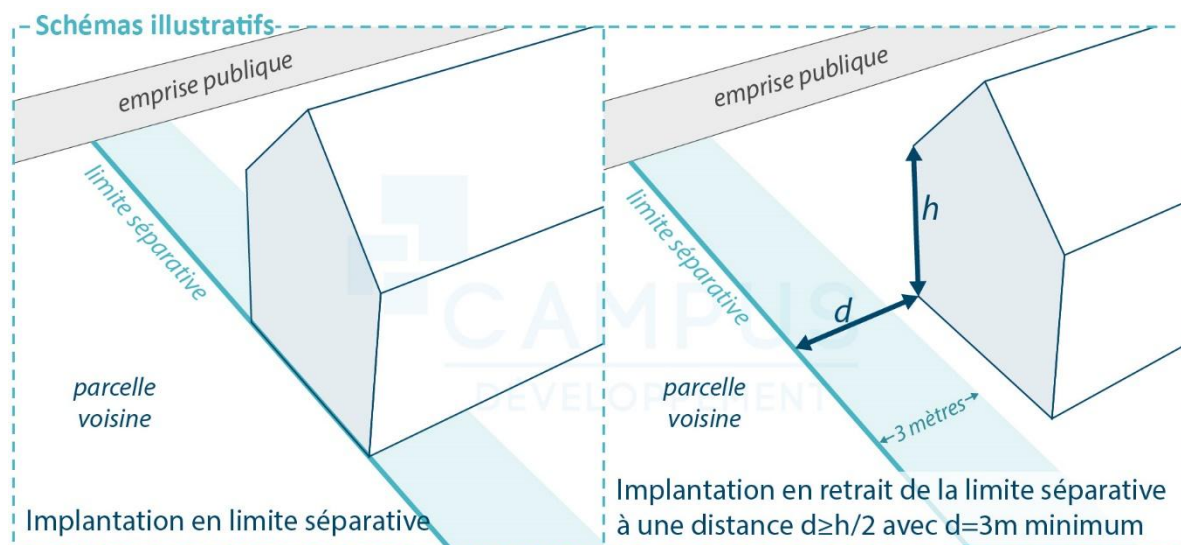 Schémas illustratifs
emprise publique
limite séparative
parcelle
voisine
Implantation en limite séparative
emprise publique
limite séparative
h
d
3 mètres
parcelle
voisine
Implantation en retrait de la limite séparative
à une distance d≥h/2 avec d=3m minimum
CAMPUS
DÉVELOPPEMENT